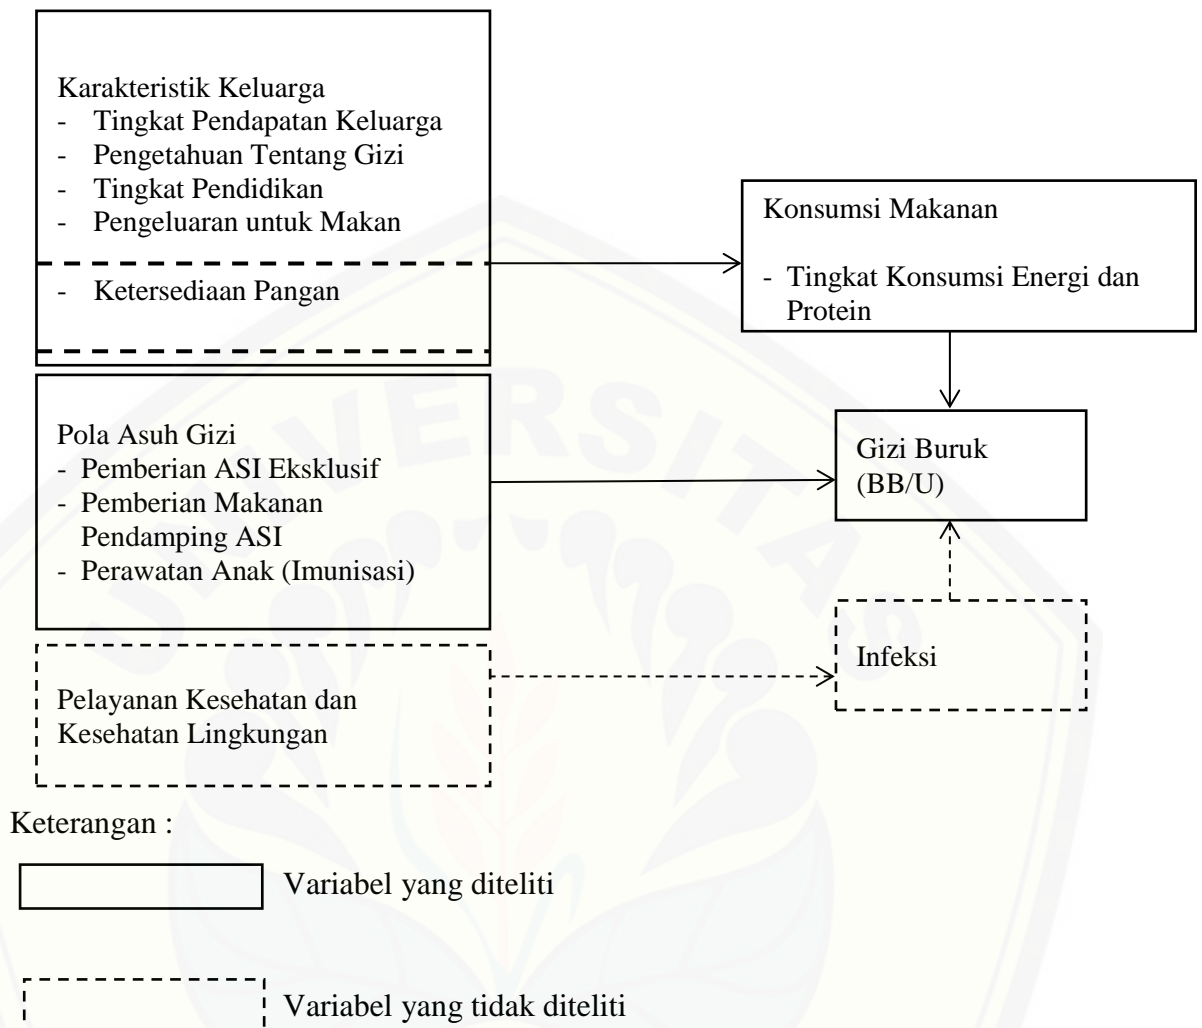 Karakteristik Keluarga
- Tingkat Pendapatan Keluarga
- Pengetahuan Tentang Gizi
- Tingkat Pendidikan
- Pengeluaran untuk Makan
- Ketersediaan Pangan
Konsumsi Makanan
- Tingkat Konsumsi Energi dan
Protein
Pola Asuh Gizi
- Pemberian ASI Eksklusif
- Pemberian Makanan
Pendamping ASI
- Perawatan Anak (Imunisasi)
Gizi Buruk
(BB/U)
Pelayanan Kesehatan dan
Kesehatan Lingkungan
Infeksi
Keterangan :
Variabel yang diteliti
Variabel yang tidak diteliti
UNIVERSITAS